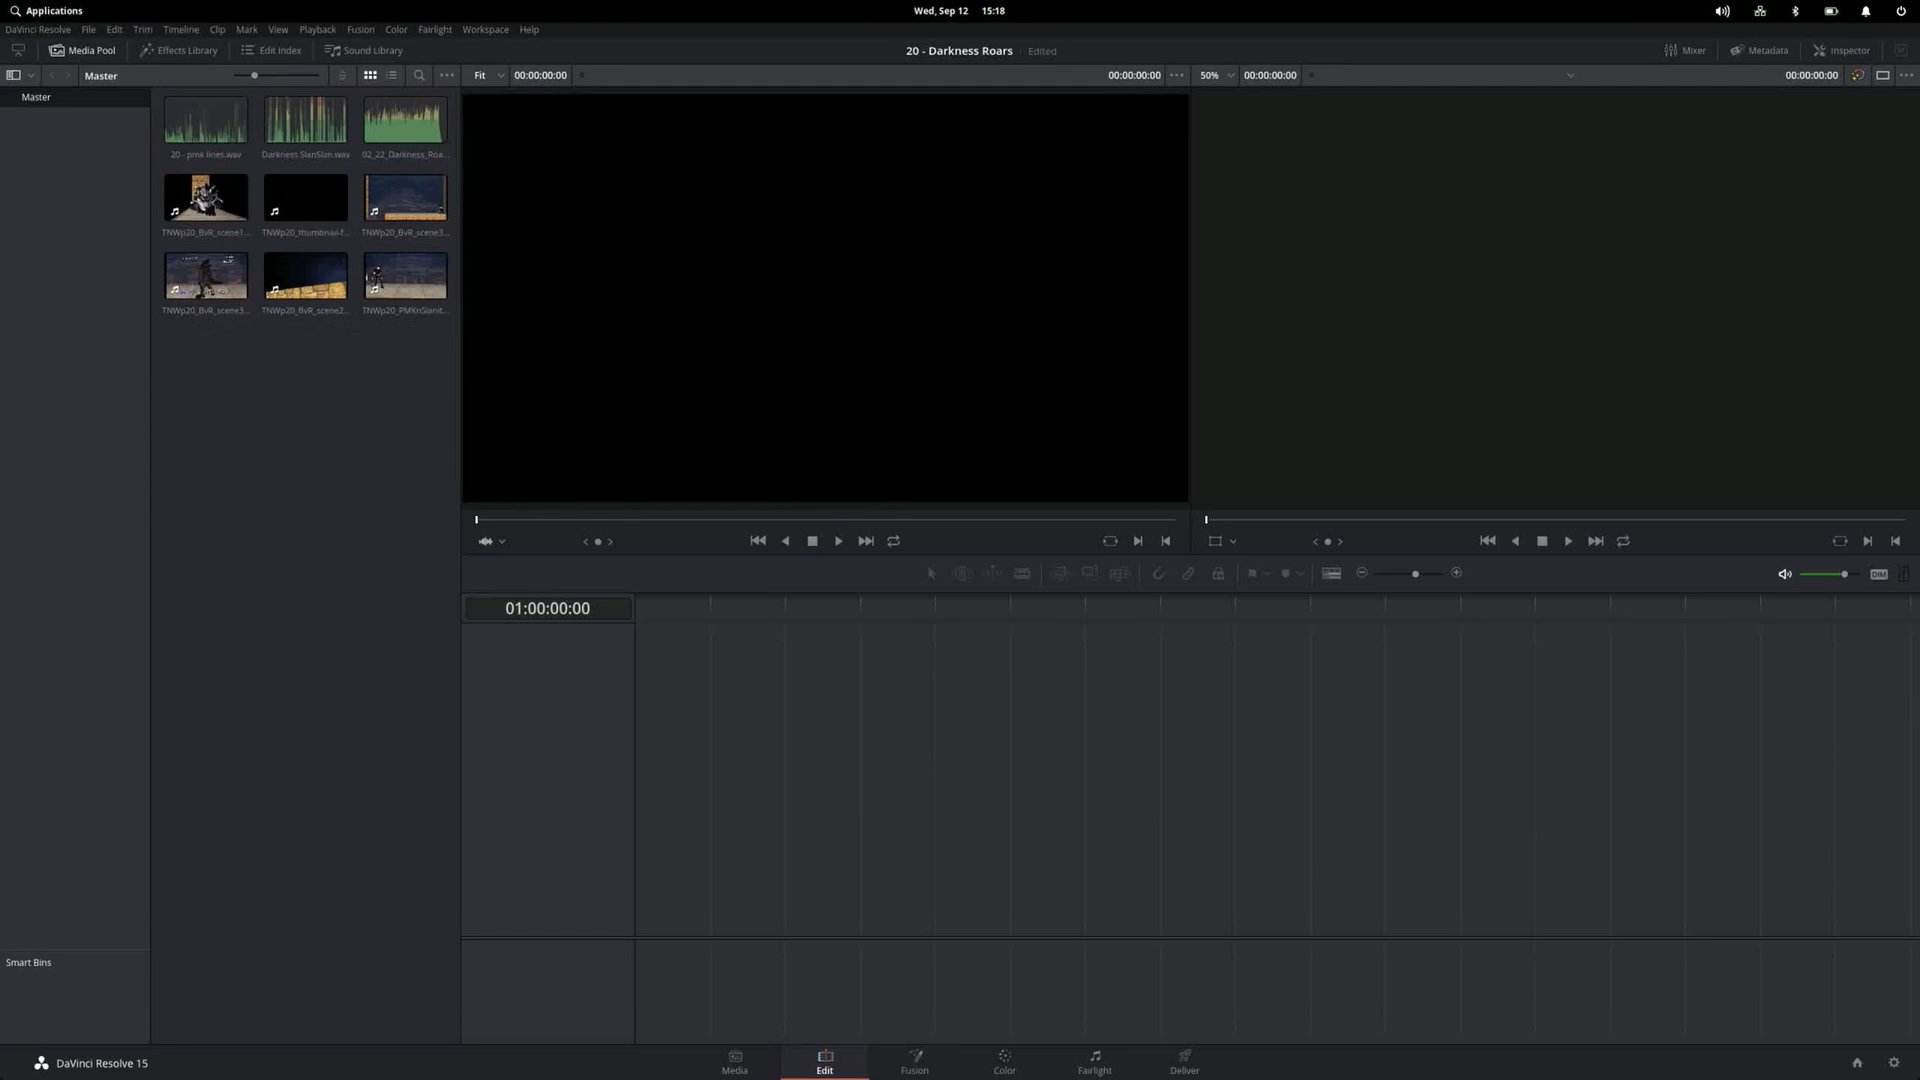 Applications
Wed, Sep 12 15:18
DaVinci Resolve File Edit Trim Timeline Clip Mark View Playback Fusion Color Fairlight Workspace Help
Media Pool Effects Library Edit Index Sound Library 20 - Darkness Roars Edited Mixer Metadata Inspector
Master Fit 00:00:00:00 00:00:00:00 50% 00:00:00:00 00:00:00:00
Master
20 - pmk lines.wav Darkness SlanSlan.wav 02_22_Darkness_Roa...
TNWp20_BvR_scene1... TNWp20_thumbnail-f... TNWp20_BvR_scene3...
TNWp20_BvR_scene3... TNWp20_BvR_scene2... TNWp20_PMKnSlanit...
DIM
01:00:00:00
Smart Bins
DaVinci Resolve 15
Media Edit Fusion Color Fairlight Deliver